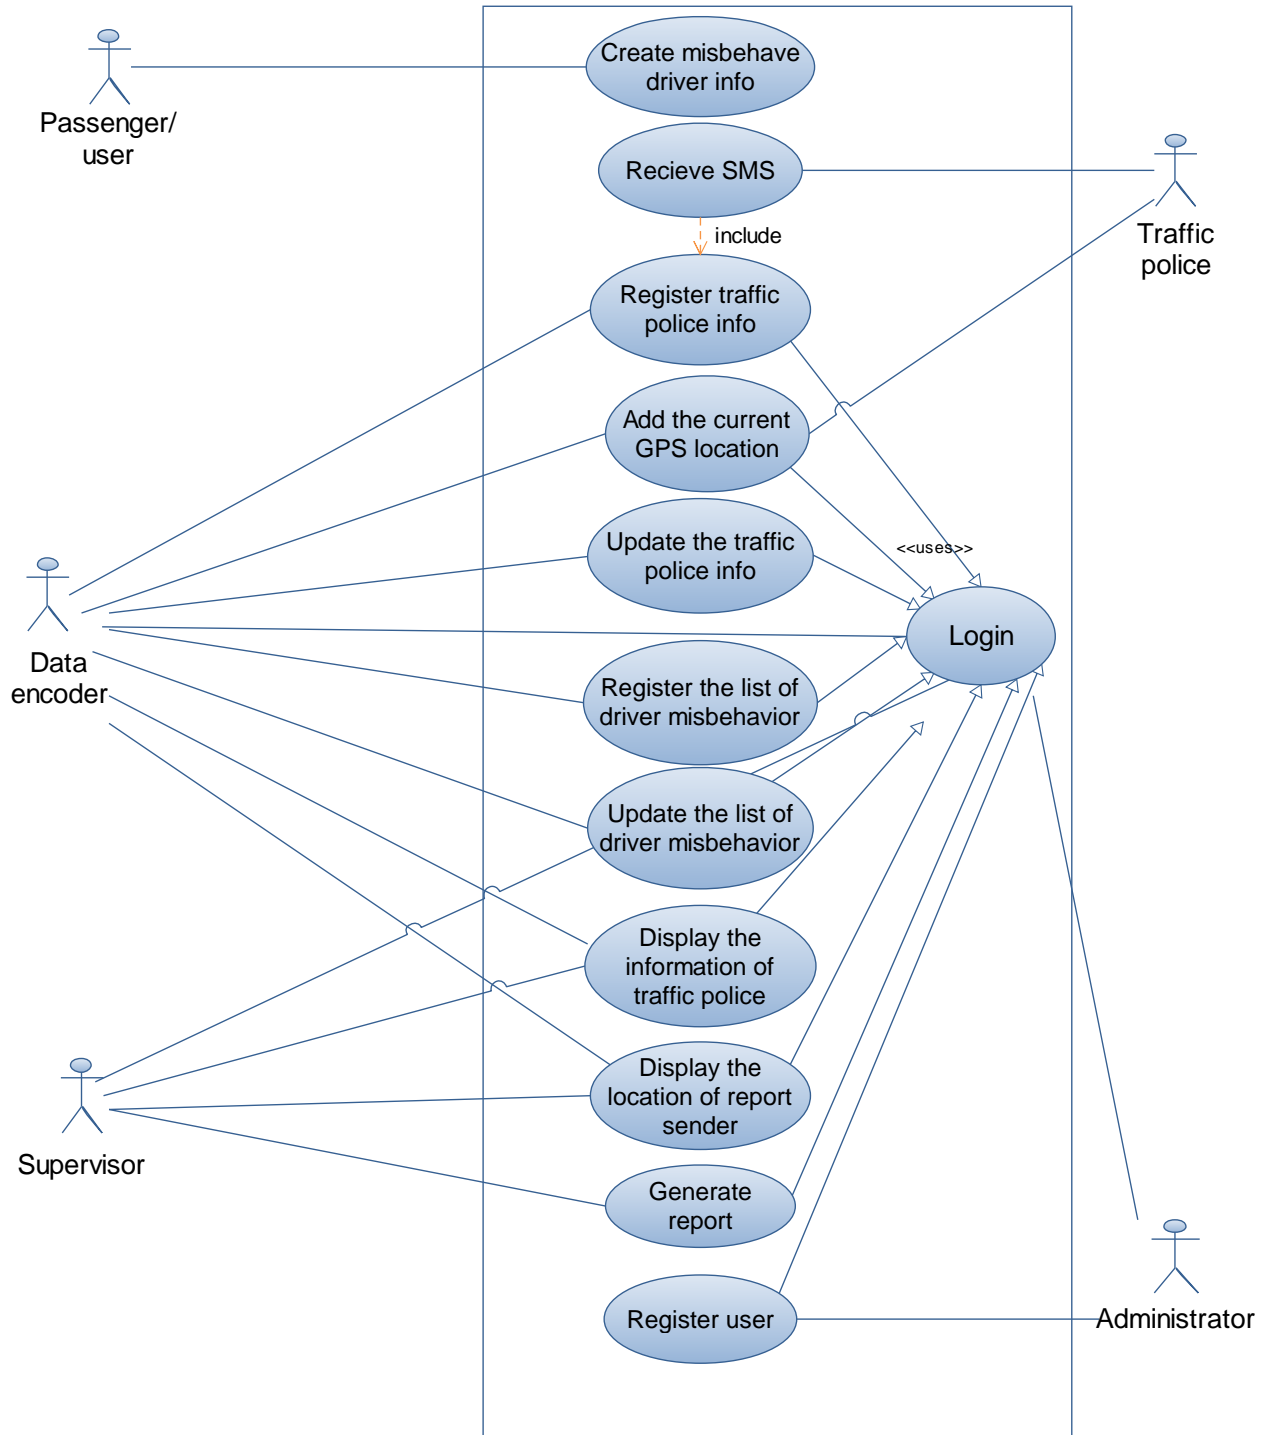 Create misbehave
driver info
Passenger/
user
Recieve SMS
include
Traffic
police
Register traffic
police info
Add the current
GPS location
Update the traffic
police info
<<uses>>
Login
Data
encoder
Register the list of
driver misbehavior
Update the list of
driver misbehavior
Display the
information of
traffic police
Display the
location of report
sender
Supervisor
Generate
report
Register user
Administrator